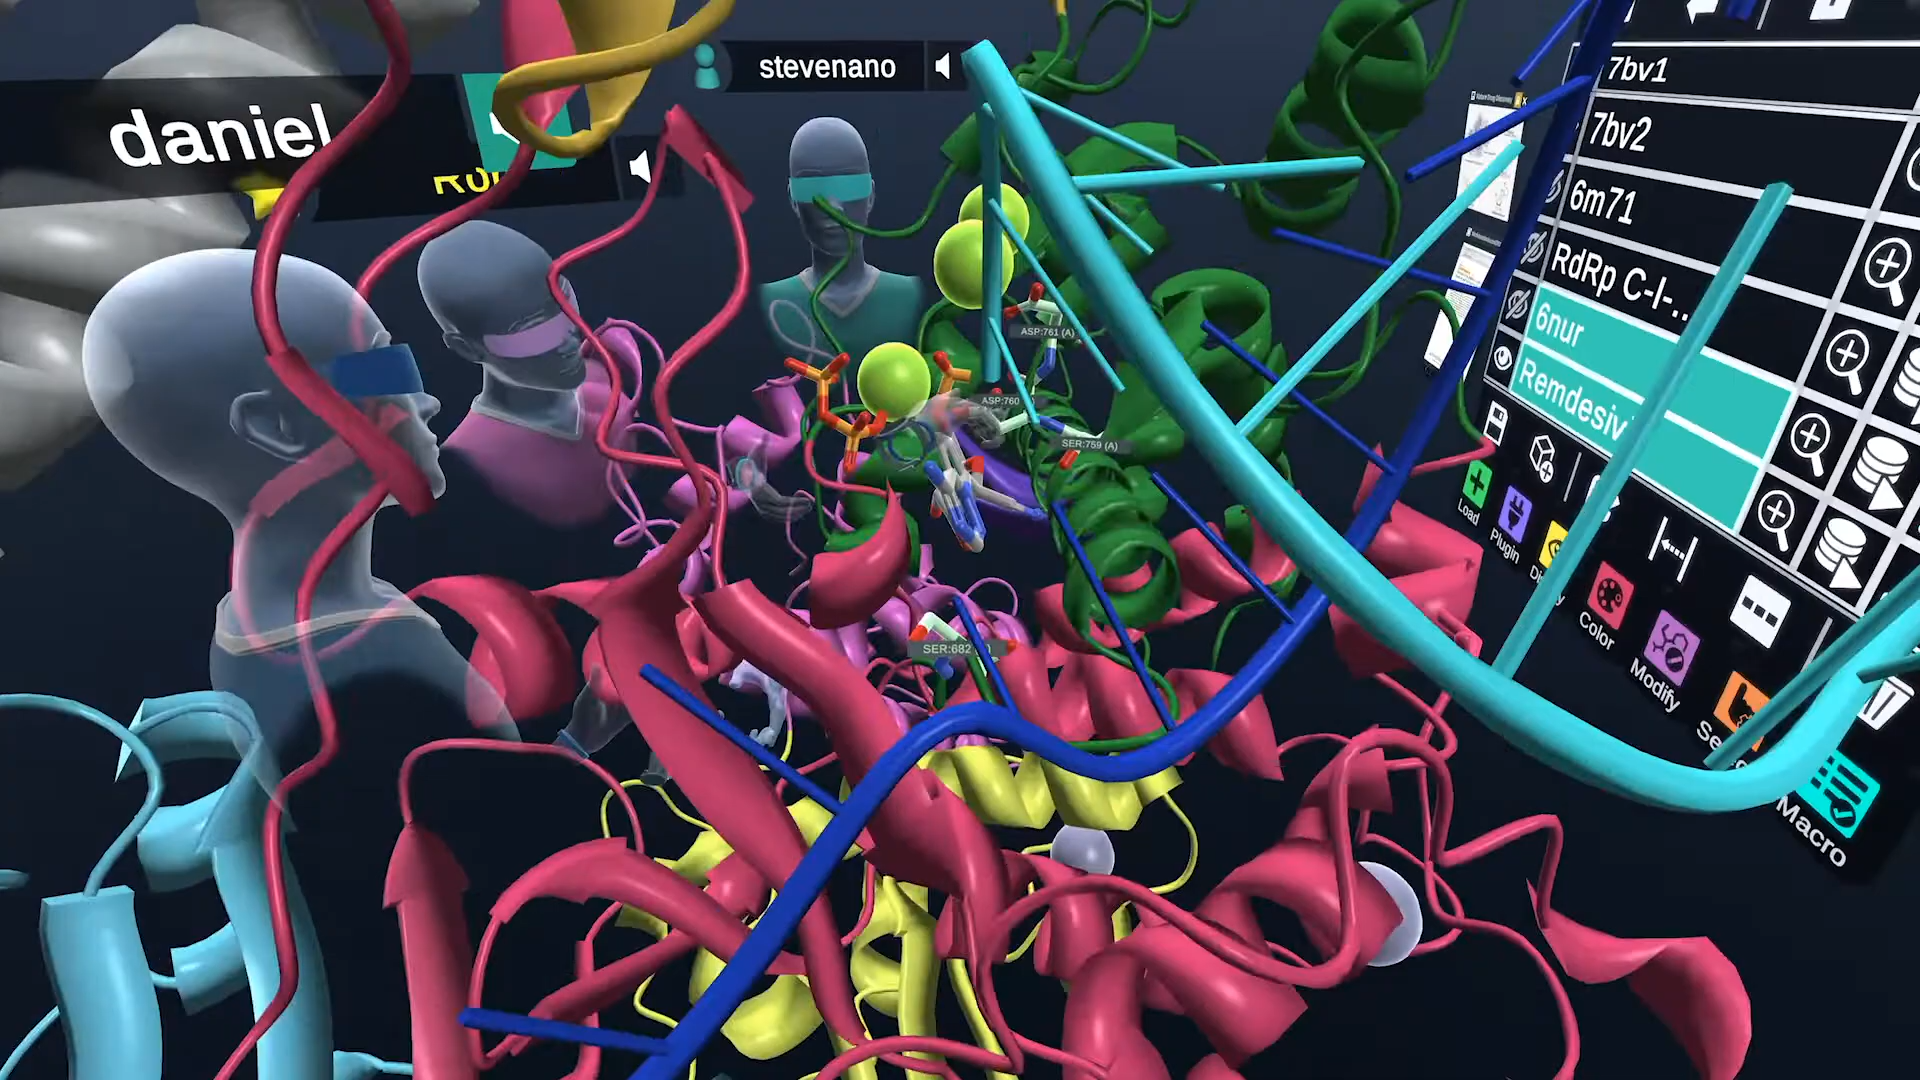 daniel
stevenano
ASP:761 (A)
ASP:760
SER:759 (A)
SER:682
7bv1
7bv2
6m71
RdRp C-I-..
6nur
Remdesiv
Load
Plugin
Color
Modify
Macro